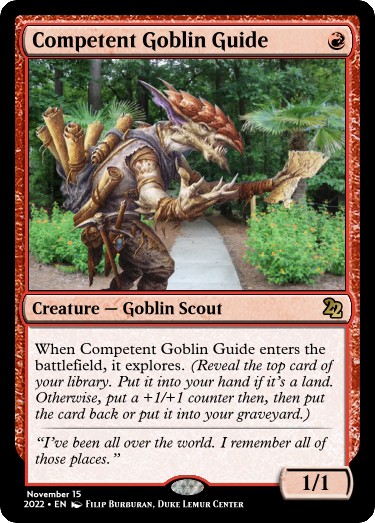 Competent Goblin Guide
Creature — Goblin Scout
22
When Competent Goblin Guide enters the
battlefield, it explores. (Reveal the top card of
your library. Put it into your hand if it's a land.
Otherwise, put a +1/+1 counter then, then put
the card back or put it into your graveyard.)
"I've been all over the world. I remember all of
those places."
1/1
November 15
2022 • EN Filip Burburan, Duke Lemur Center